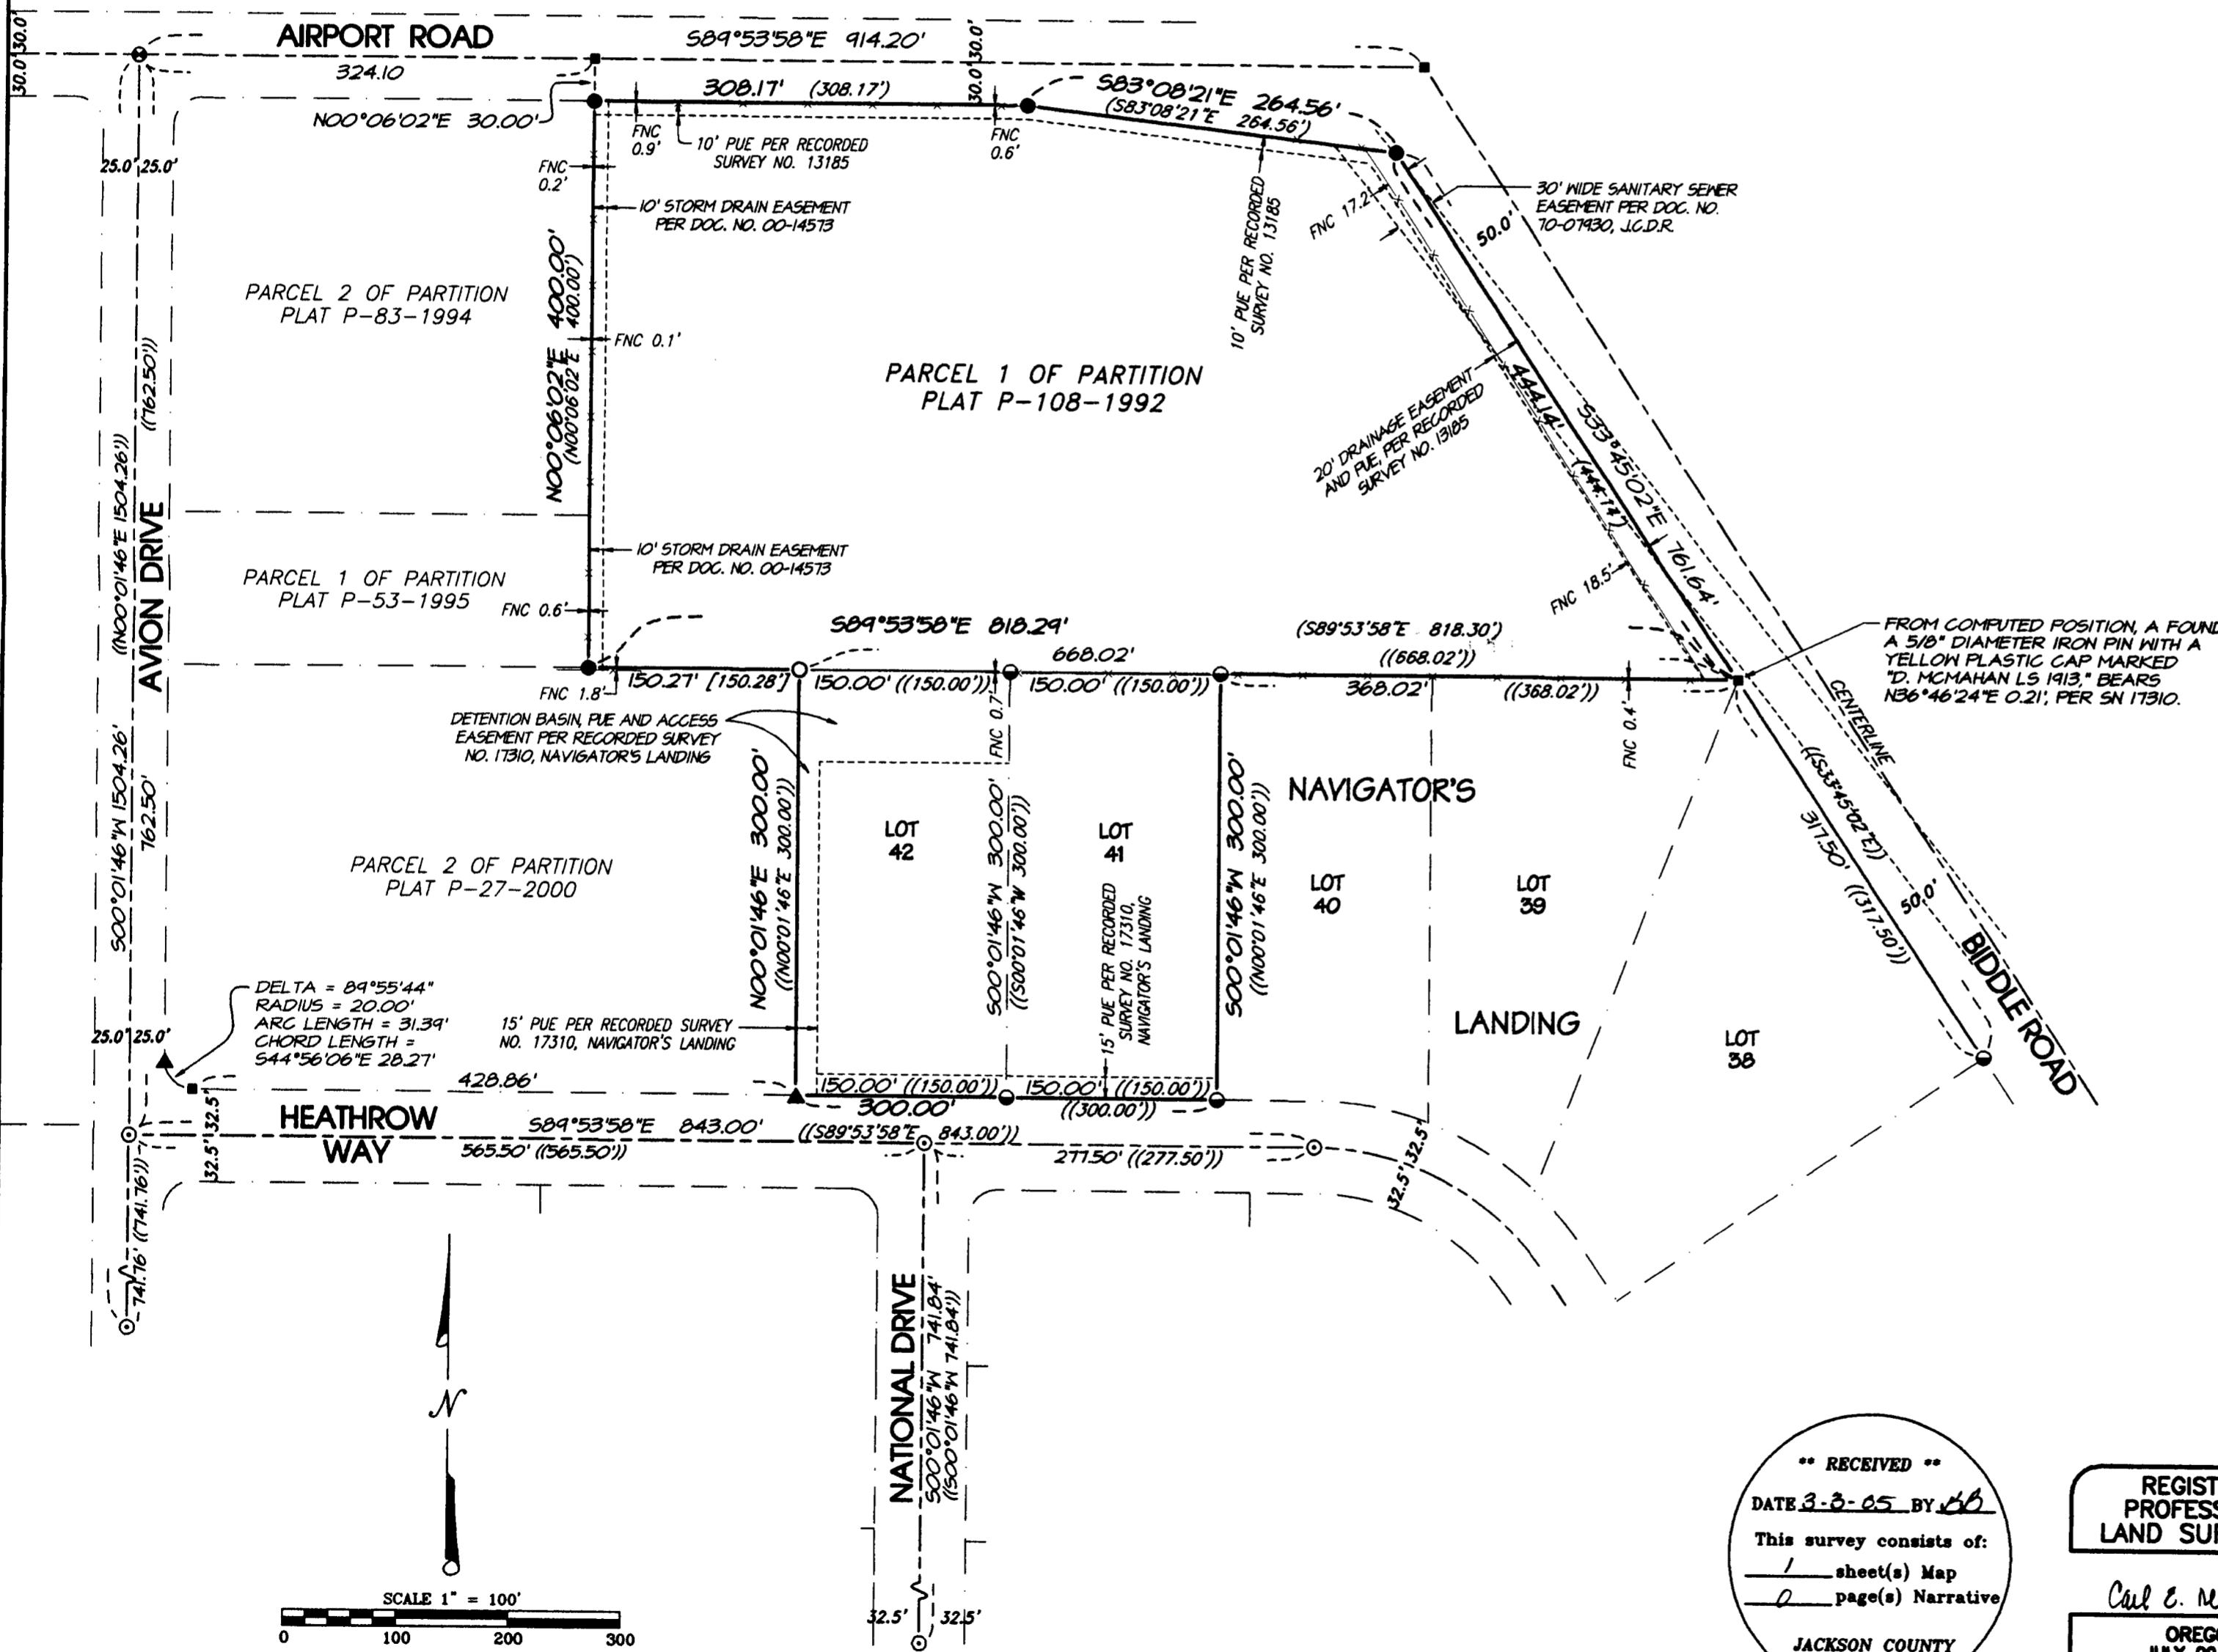 30.0' 30.0'
AIRPORT ROAD
S89°53'58"E 914.20'
324.10
30.0' 30.0'
308.17' (308.17')
S83°08'21"E 264.56'
(S83°08'21"E 264.56')
N00°06'02"E 30.00'
FNC
0.9'
10' PUE PER RECORDED
SURVEY NO. 13185
FNC
0.6'
FNC
0.2'
25.0' 25.0'
10' STORM DRAIN EASEMENT
PER DOC. NO. 00-14573
10' PUE PER RECORDED
SURVEY NO. 13185
FNC 17.2'
30' WIDE SANITARY SEWER
EASEMENT PER DOC. NO.
70-07930, J.C.D.R.
50.0'
PARCEL 2 OF PARTITION
PLAT P-83-1994
N00°06'02"E 400.00'
(N00°06'02"E 400.00')
FNC 0.1'
PARCEL 1 OF PARTITION
PLAT P-108-1992
20' DRAINAGE EASEMENT
AND PUE, PER RECORDED
SURVEY NO. 13185
444.14'
(444.14')
S33°45'02"E 761.64'
((762.50'))
((N00°01'46"E 1504.26'))
AVION DRIVE
10' STORM DRAIN EASEMENT
PER DOC. NO. 00-14573
PARCEL 1 OF PARTITION
PLAT P-53-1995
FNC 0.6'
FNC 18.5'
S89°53'58"E 818.29'
(S89°53'58"E 818.30')
668.02'
((668.02'))
FROM COMPUTED POSITION, A FOUND
A 5/8" DIAMETER IRON PIN WITH A
YELLOW PLASTIC CAP MARKED
"D. MCMAHAN LS 1913," BEARS
N36°46'24"E 0.21', PER SN 17310.
FNC 1.8'
150.27' [150.28']
150.00' ((150.00'))
150.00' ((150.00'))
368.02'
((368.02'))
FNC 0.7'
FNC 0.4'
CENTERLINE
DETENTION BASIN, PUE AND ACCESS
EASEMENT PER RECORDED SURVEY
NO. 17310, NAVIGATOR'S LANDING
S00°01'46"W 1504.26'
762.50'
N00°01'46"E 300.00'
((N00°01'46"E 300.00'))
S00°01'46"W 300.00'
((S00°01'46"W 300.00'))
S00°01'46"W 300.00'
((N00°01'46"E 300.00'))
NAVIGATOR'S
((S33°45'02"E))
317.50' ((317.50'))
50.0'
BIDDLE ROAD
LOT
42
LOT
41
LOT
40
LOT
39
PARCEL 2 OF PARTITION
PLAT P-27-2000
15' PUE PER RECORDED
SURVEY NO. 17310,
NAVIGATOR'S LANDING
DELTA = 89°55'44"
RADIUS = 20.00'
ARC LENGTH = 31.39'
CHORD LENGTH =
S44°56'06"E 28.27'
15' PUE PER RECORDED SURVEY
NO. 17310, NAVIGATOR'S LANDING
LANDING
LOT
38
25.0' 25.0'
428.86'
150.00' ((150.00'))
150.00' ((150.00'))
300.00'
((300.00'))
32.5' 32.5'
HEATHROW
WAY
S89°53'58"E 843.00'
((S89°53'58"E 843.00'))
565.50' ((565.50'))
277.50' ((277.50'))
32.5' 32.5'
741.76' ((741.76'))
NATIONAL DRIVE
S00°01'46"W 741.84'
((S00°01'46"W 741.84'))
N
SCALE 1" = 100'
0 100 200 300
32.5' 32.5'
** RECEIVED **
DATE 3-3-05 BY BB
This survey consists of:
1 sheet(s) Map
0 page(s) Narrative
JACKSON COUNTY
REGIST
PROFESS
LAND SU
Carl E.
OREG